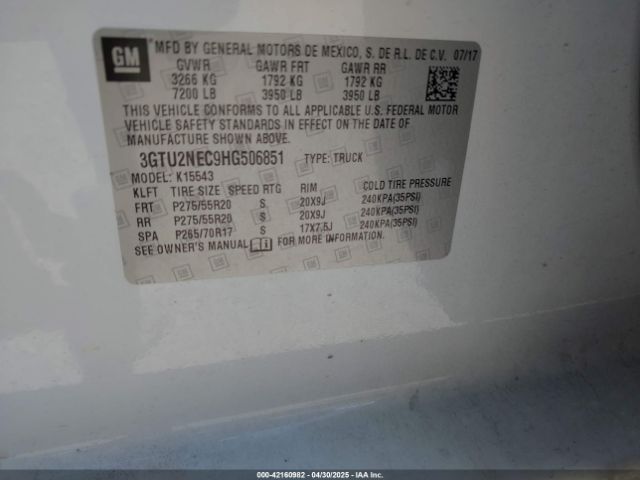 GM
MFD BY GENERAL MOTORS DE MEXICO, S. DE R.L. DE C.V. 07/17
GVWR GAWR FRT GAWR RR
3266 KG 1792 KG 1792 KG
7200 LB 3950 LB 3950 LB
THIS VEHICLE CONFORMS TO ALL APPLICABLE U.S. FEDERAL MOTOR
VEHICLE SAFETY STANDARDS IN EFFECT ON THE DATE OF
MANUFACTURE SHOWN ABOVE.
3GTU2NEC9HG506851 TYPE: TRUCK
MODEL: K15543
KLFT TIRE SIZE SPEED RTG RIM COLD TIRE PRESSURE
FRT P275/55R20 S 20X9J 240KPA(35PSI)
RR P275/55R20 S 20X9J 240KPA(35PSI)
SPA P265/70R17 S 17X7.5J 240KPA(35PSI)
SEE OWNER'S MANUAL FOR MORE INFORMATION.
000-42160982 - 04/30/2025 - IAAI.COM